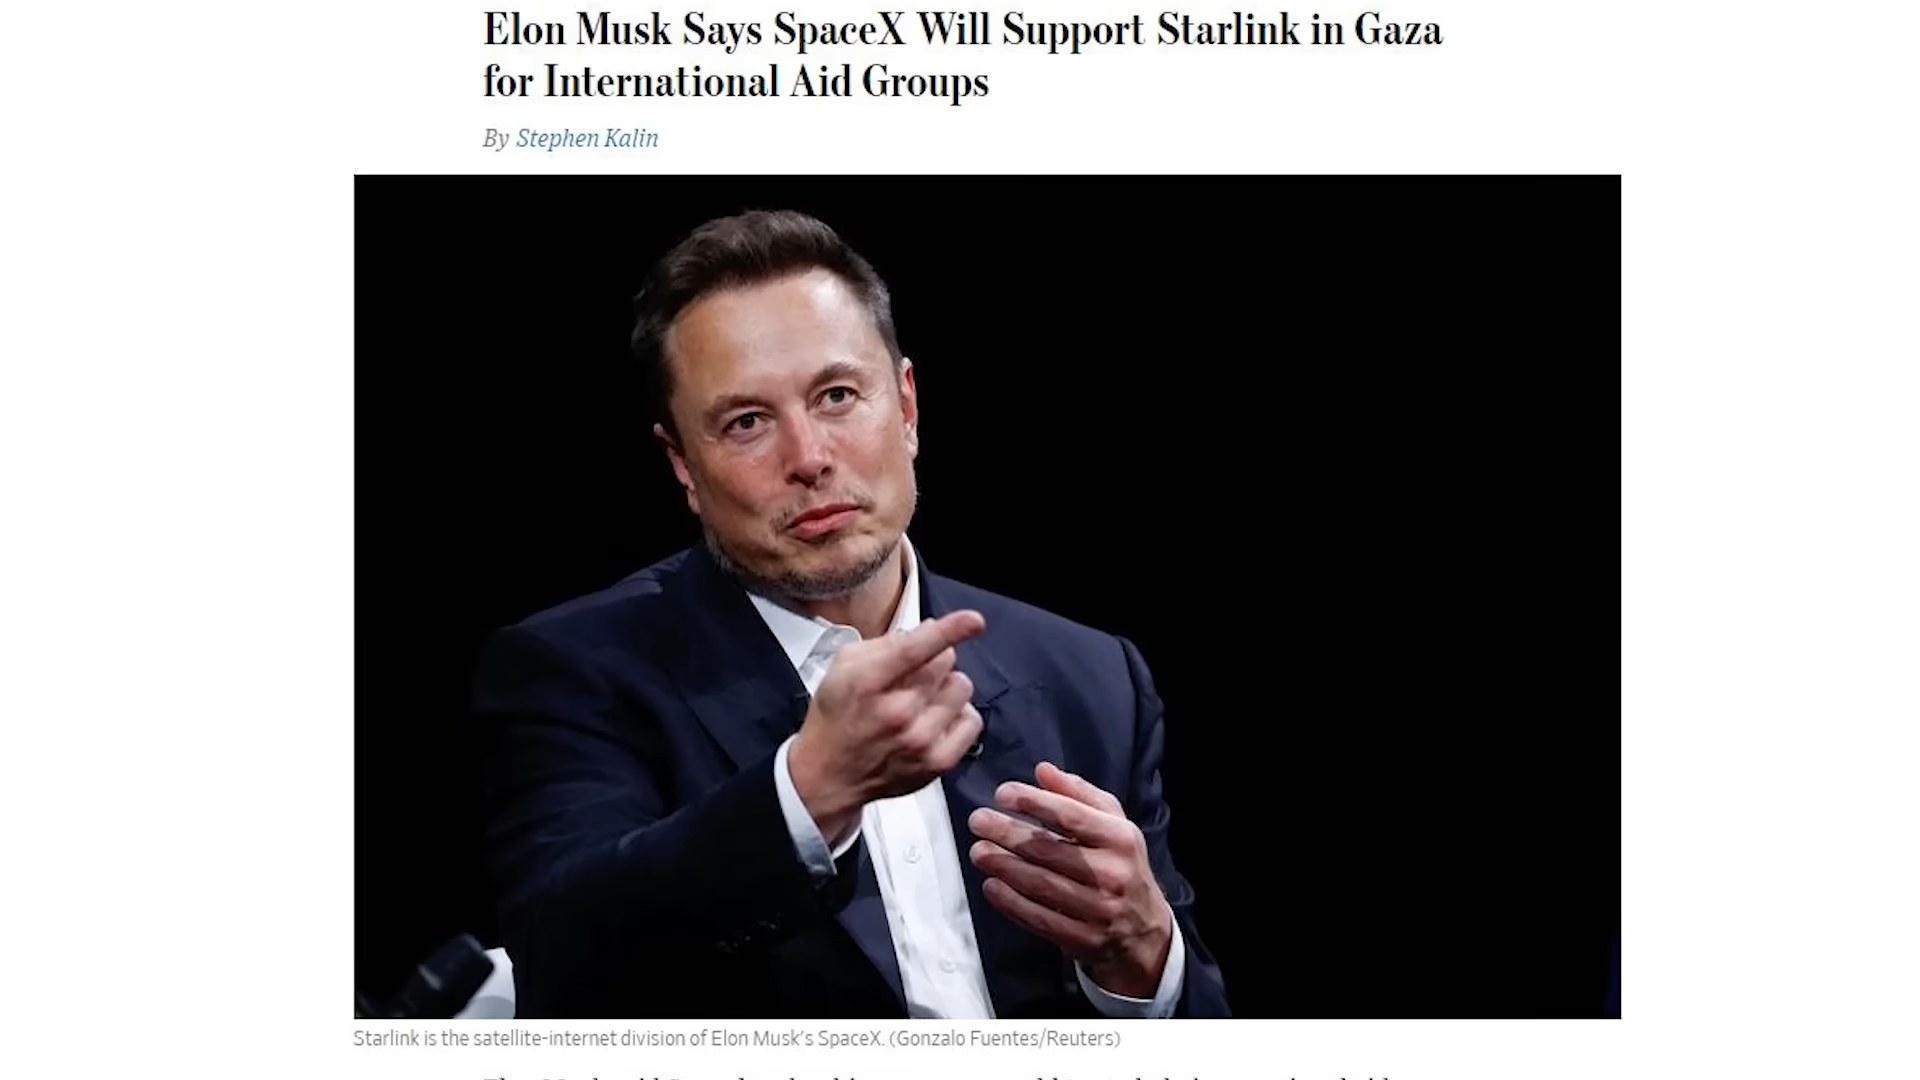 Elon Musk Says SpaceX Will Support Starlink in Gaza
for International Aid Groups
By Stephen Kalin
Starlink is the satellite-internet division of Elon Musk's SpaceX. (Gonzalo Fuentes/Reuters)